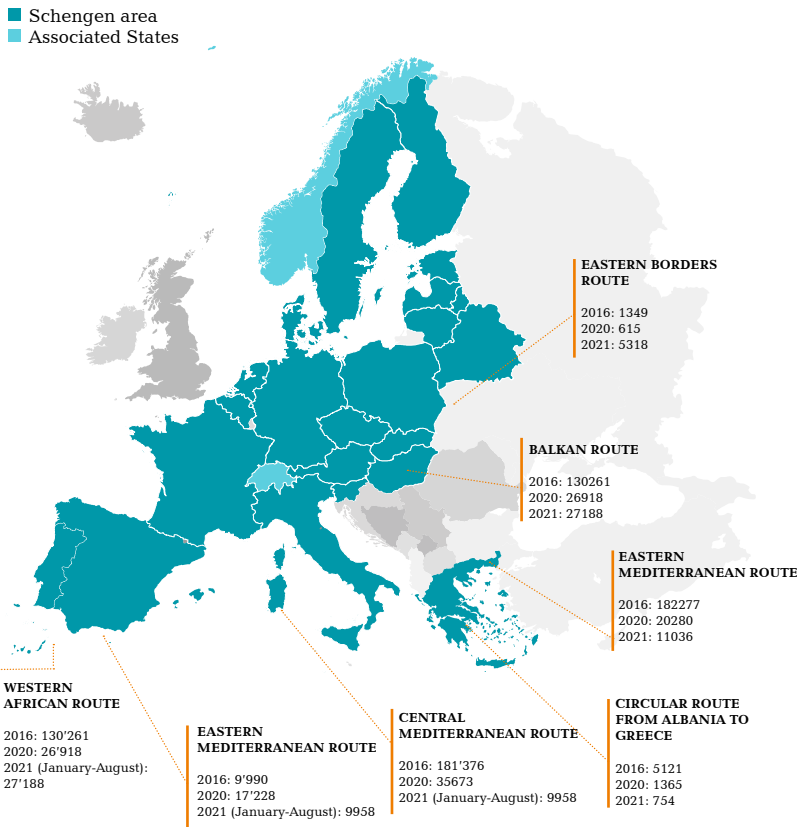 Schengen area
Associated States
EASTERN BORDERS
ROUTE
2016: 1349
2020: 615
2021: 5318
BALKAN ROUTE
2016: 130261
2020: 26918
2021: 27188
EASTERN
MEDITERRANEAN ROUTE
2016: 182277
2020: 20280
2021: 11036
WESTERN
AFRICAN ROUTE
2016: 130’261
2020: 26’918
2021 (January-August):
27’188
EASTERN
MEDITERRANEAN ROUTE
2016: 9’990
2020: 17’228
2021 (January-August): 9958
CENTRAL
MEDITERRANEAN ROUTE
2016: 181’376
2020: 35673
2021 (January-August): 9958
CIRCULAR ROUTE
FROM ALBANIA TO
GREECE
2016: 5121
2020: 1365
2021: 754